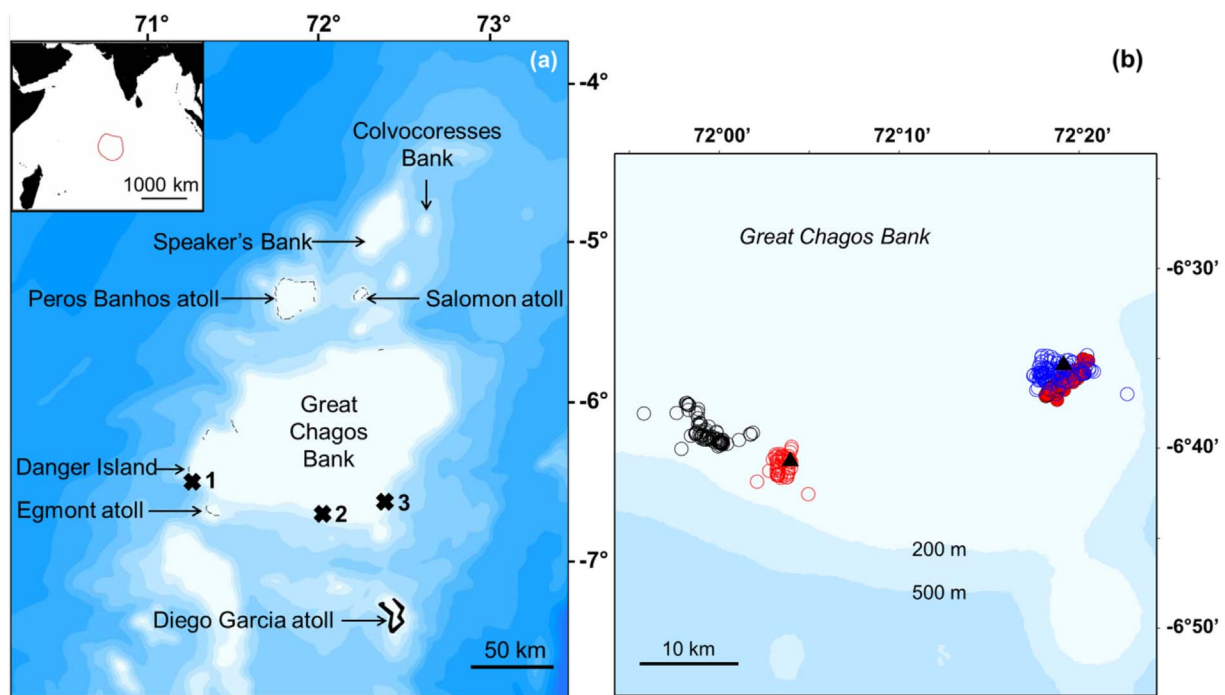 71°
72°
73°
(a)
-4°
Colvocoresses
Bank
1000 km
Speaker's Bank
-5°
Peros Banhos atoll
Salomon atoll
-6°
Great
Chagos
Bank
Danger Island
1
Egmont atoll
2
3
-7°
Diego Garcia atoll
50 km
(b)
72°00'
72°10'
72°20'
Great Chagos Bank
-6°30'
-6°40'
200 m
500 m
-6°50'
10 km